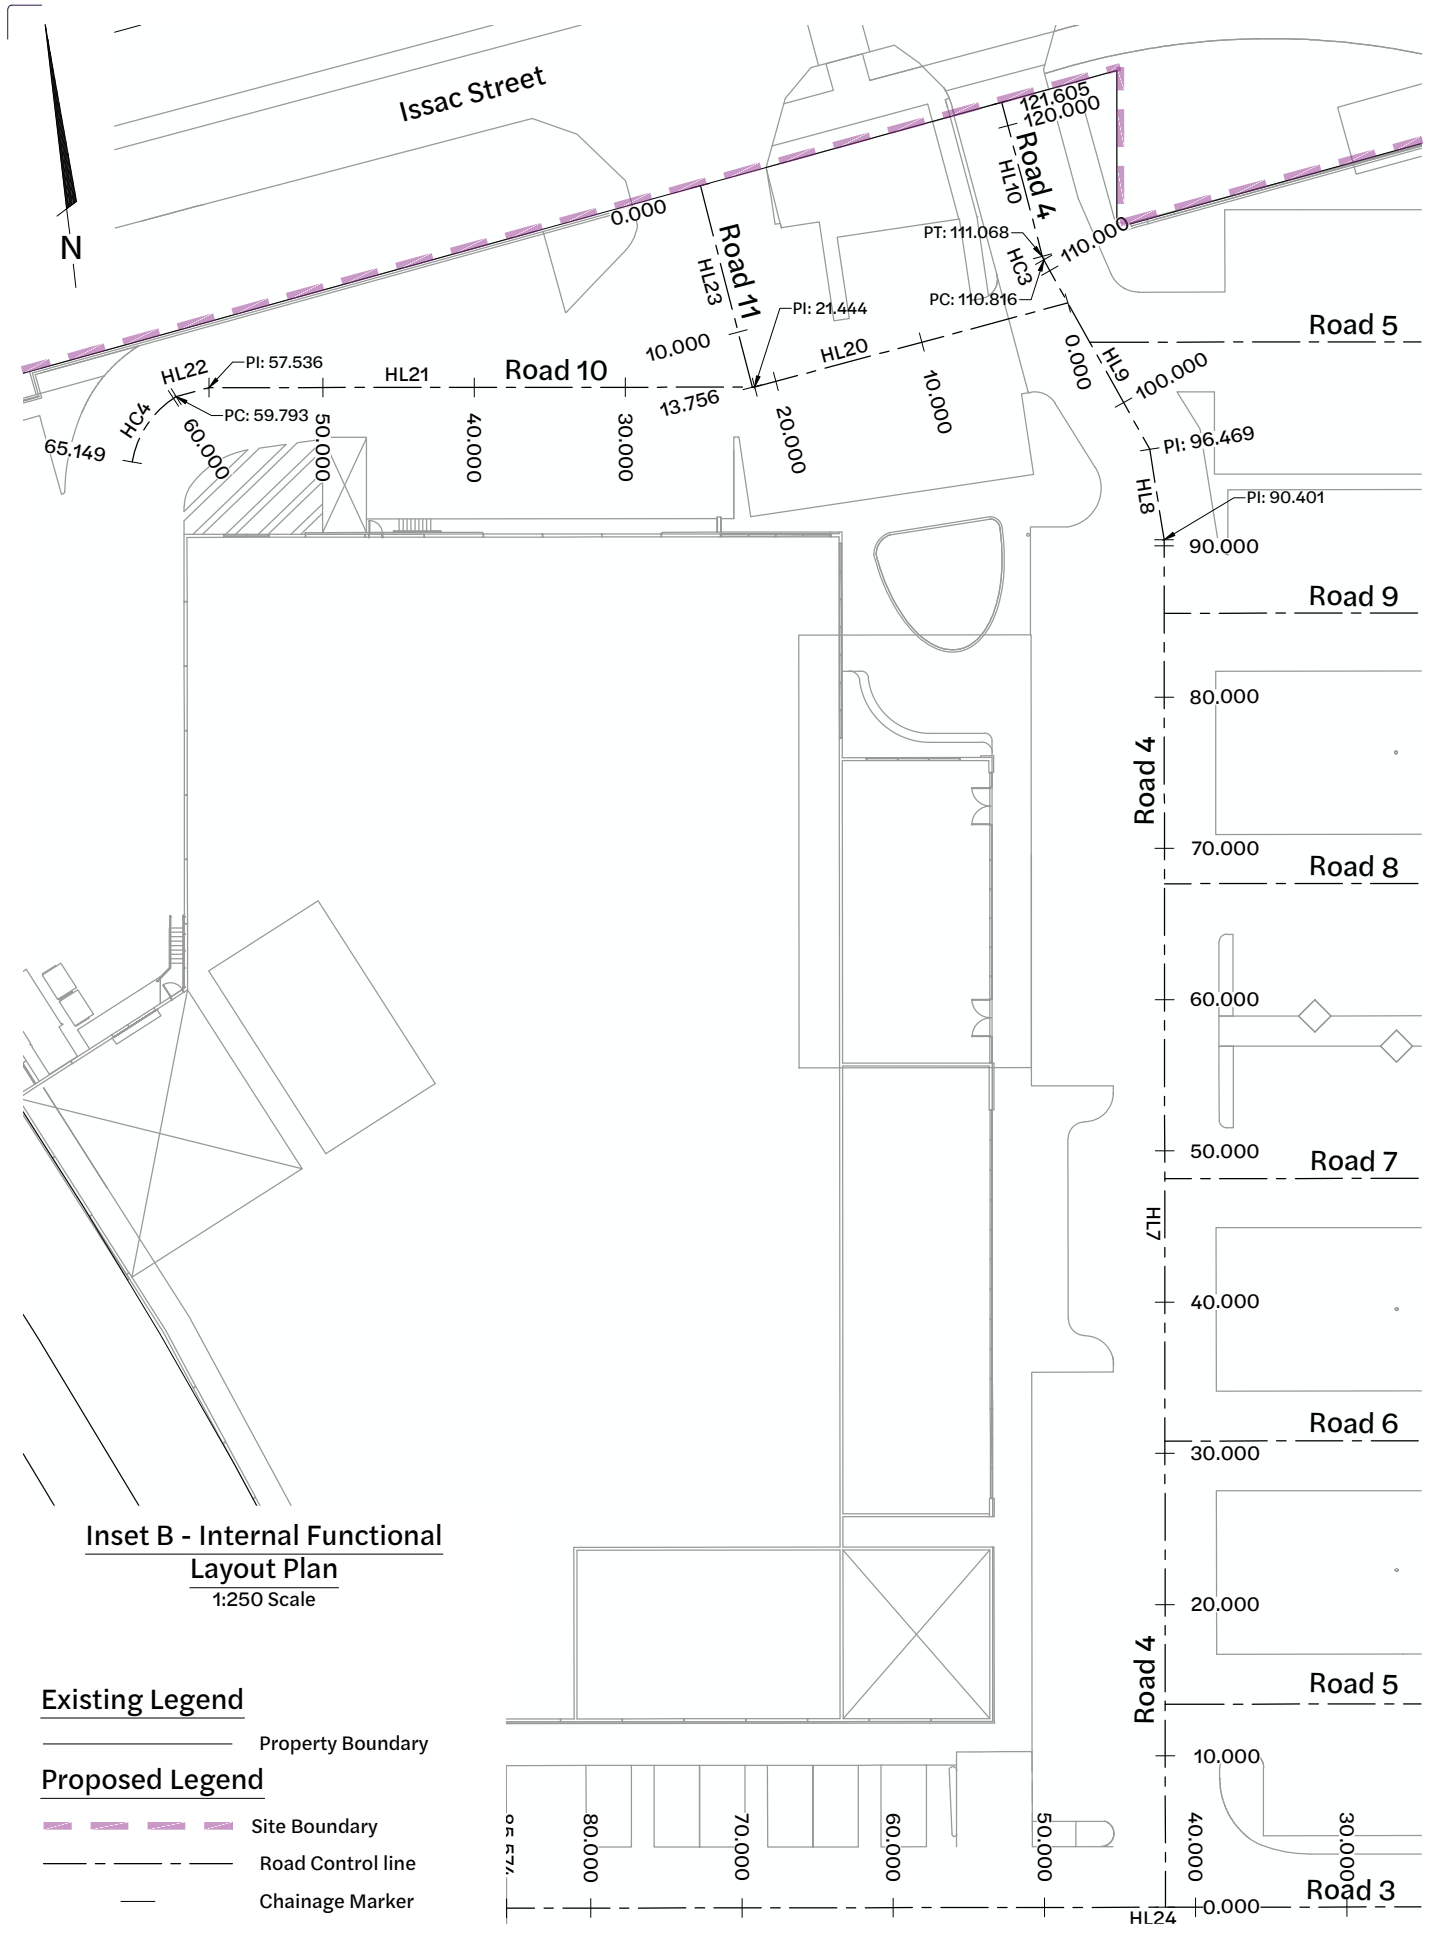 Issac Street
N
121.605
120.000
Road 4
HL10
0.000
PT: 111.068
110.000
HC3
PC: 110.816
Road 11
HL23
PI: 21.444
Road 5
HL22
PI: 57.536
HL21
Road 10
10.000
HL20
0.000
HL9
100.000
HC4
PC: 59.793
13.756
10.000
65.149
60.000
50.000
40.000
30.000
20.000
PI: 96.469
HL8
PI: 90.401
90.000
Road 9
80.000
Road 4
70.000
Road 8
60.000
50.000
Road 7
HL7
40.000
Road 6
30.000
Inset B - Internal Functional
Layout Plan
1:250 Scale
20.000
Road 4
Road 5
Existing Legend
Property Boundary
10.000
Proposed Legend
Site Boundary
Road Control line
Chainage Marker
80.000
70.000
60.000
50.000
40.000
30.000
Road 3
0.000
HL24